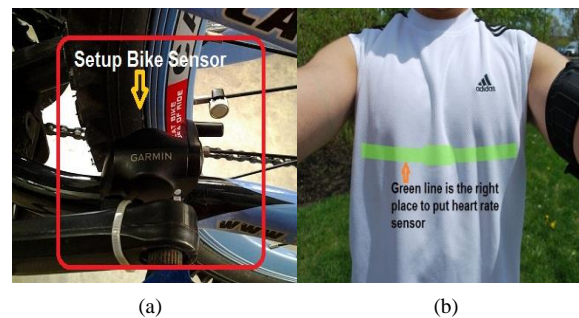 Setup Bike Sensor
GARMIN
adidas
Green line is the right
place to put heart rate
sensor
(a)
(b)